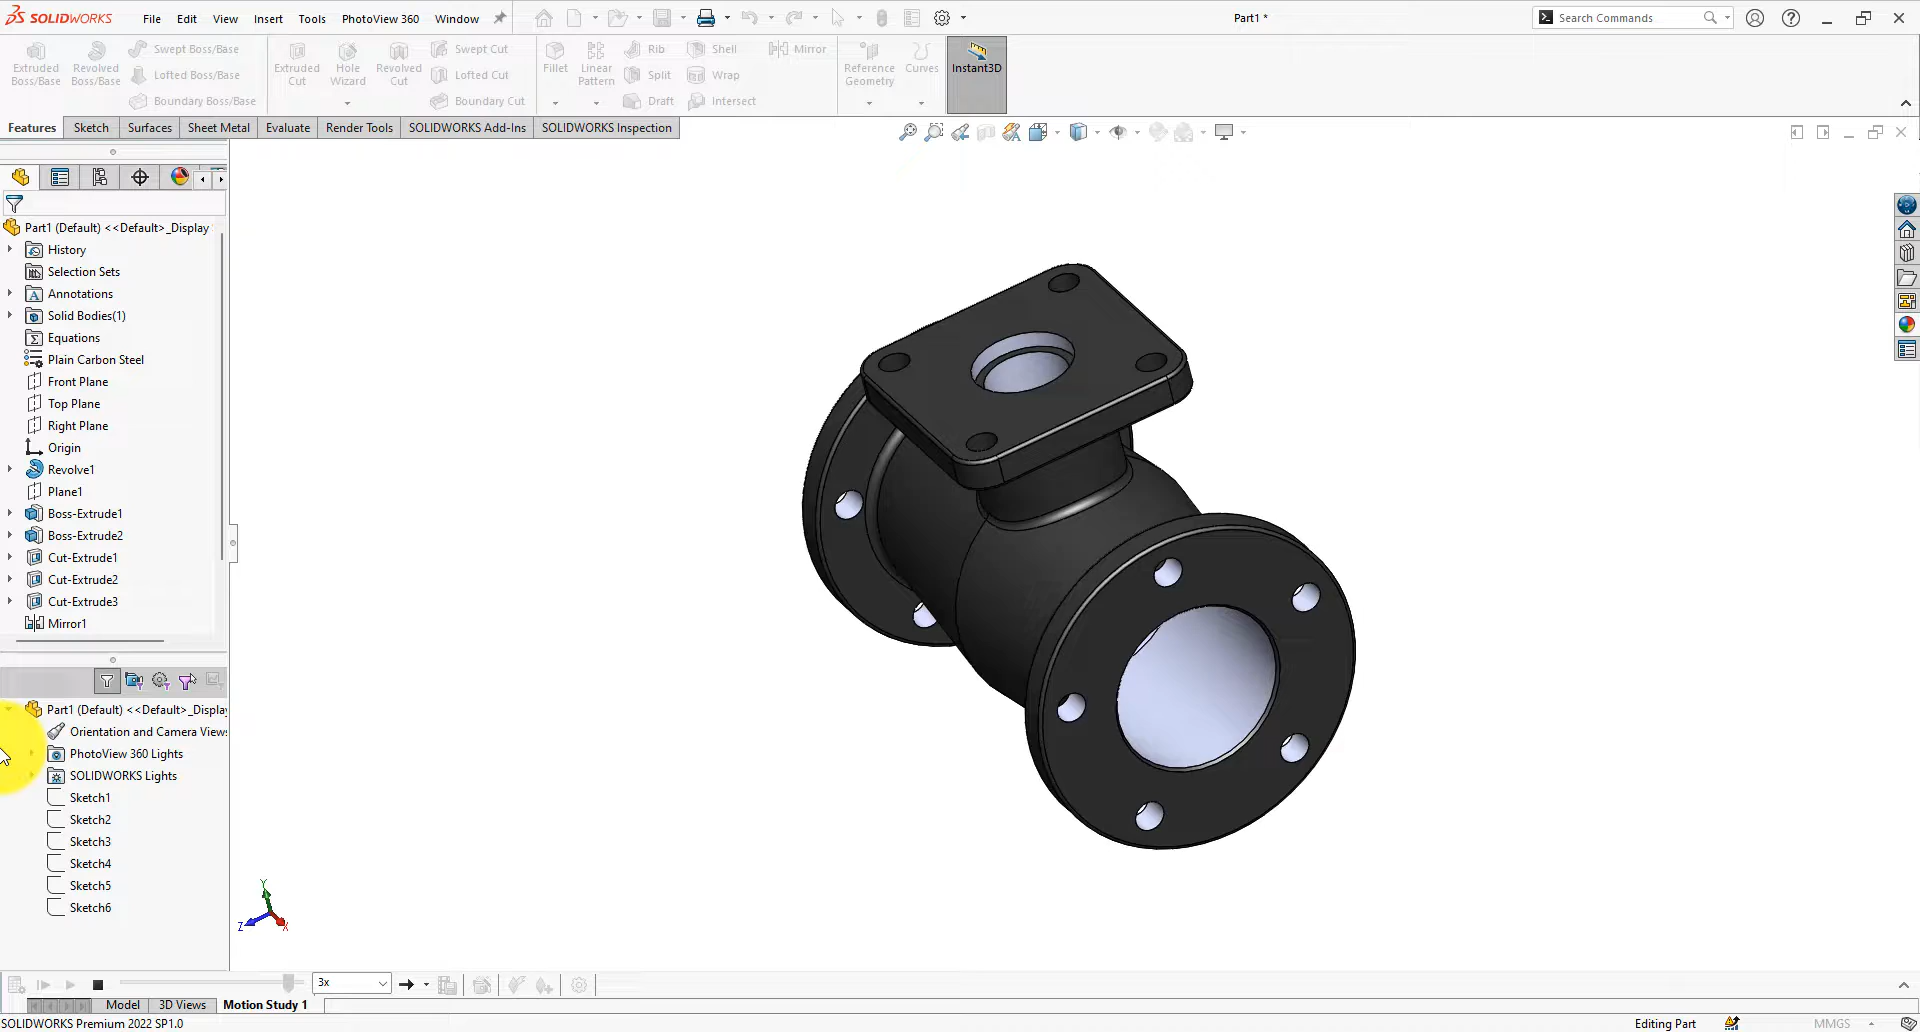 SOLIDWORKS File Edit View Insert Tools PhotoView 360 Window Part1 * Search Commands
Extruded Boss/Base
Revolved Boss/Base
Swept Boss/Base
Lofted Boss/Base
Boundary Boss/Base
Extruded Cut
Hole Wizard
Revolved Cut
Swept Cut
Lofted Cut
Boundary Cut
Fillet
Linear Pattern
Rib
Split
Draft
Shell
Wrap
Intersect
Mirror
Reference Geometry
Curves
Instant3D
Features Sketch Surfaces Sheet Metal Evaluate Render Tools SOLIDWORKS Add-Ins SOLIDWORKS Inspection
Part1 (Default) <<Default>_Display
History
Selection Sets
Annotations
Solid Bodies(1)
Equations
Plain Carbon Steel
Front Plane
Top Plane
Right Plane
Origin
Revolve1
Plane1
Boss-Extrude1
Boss-Extrude2
Cut-Extrude1
Cut-Extrude2
Cut-Extrude3
Mirror1
Part1 (Default) <<Default>_Display
Orientation and Camera Views
PhotoView 360 Lights
SOLIDWORKS Lights
Sketch1
Sketch2
Sketch3
Sketch4
Sketch5
Sketch6
Y
Z
X
3x
Model 3D Views Motion Study 1
SOLIDWORKS Premium 2022 SP1.0 Editing Part MMGS